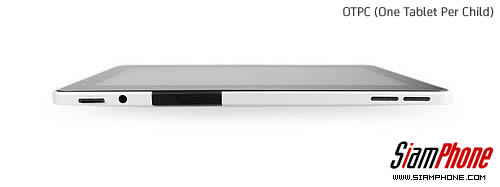 OTPC (One Tablet Per Child)
SiamPhone
WWW.SIAMPHONE.COM